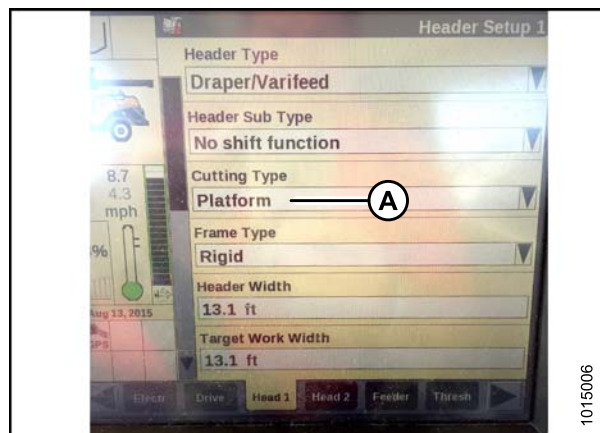 Header Setup 1
Header Type
Draper/Varifeed
Header Sub Type
No shift function
Cutting Type
Platform
A
Frame Type
Rigid
Header Width
13.1 ft
Target Work Width
13.1 ft
8.7
4.3
mph
%
Aug 13, 2015
GPS
Electr
Drive
Head 1
Head 2
Feeder
Thresh
1015006